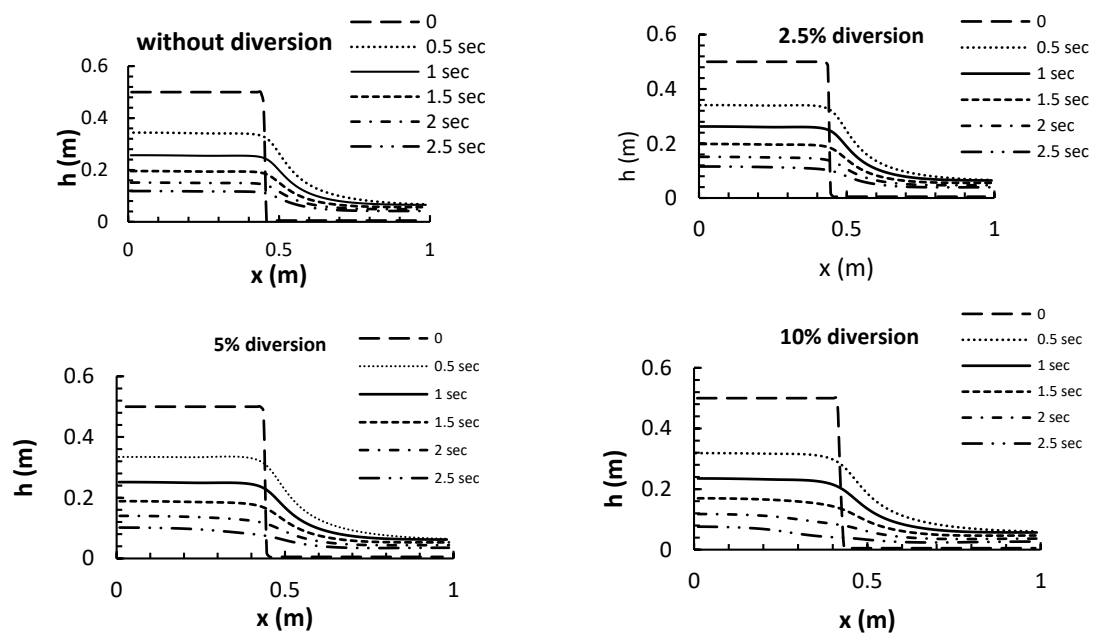 without diversion
0
0.5 sec
1 sec
1.5 sec
2 sec
2.5 sec
h (m)
0.6
0.4
0.2
0
0 0.5 1
x (m)
2.5% diversion
0
0.5 sec
1 sec
1.5 sec
2 sec
2.5 sec
h (m)
0.6
0.4
0.2
0
0 0.5 1
x (m)
5% diversion
0
0.5 sec
1 sec
1.5 sec
2 sec
2.5 sec
h (m)
0.6
0.4
0.2
0
0 0.5 1
x (m)
10% diversion
0
0.5 sec
1 sec
1.5 sec
2 sec
2.5 sec
h (m)
0.6
0.4
0.2
0
0 0.5 1
x (m)